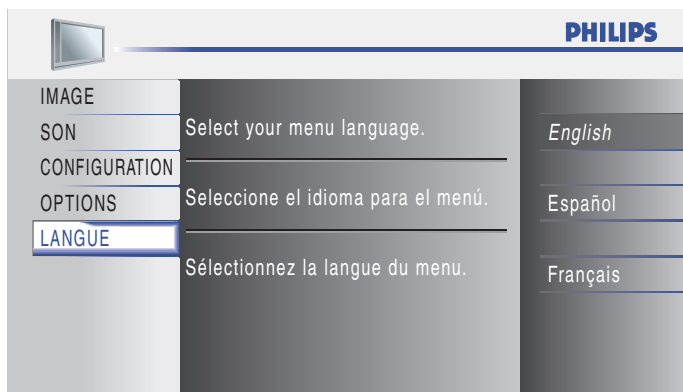 PHILIPS
IMAGE
SON
CONFIGURATION
OPTIONS
LANGUE
Select your menu language.
Seleccione el idioma para el menú.
Sélectionnez la langue du menu.
English
Español
Français